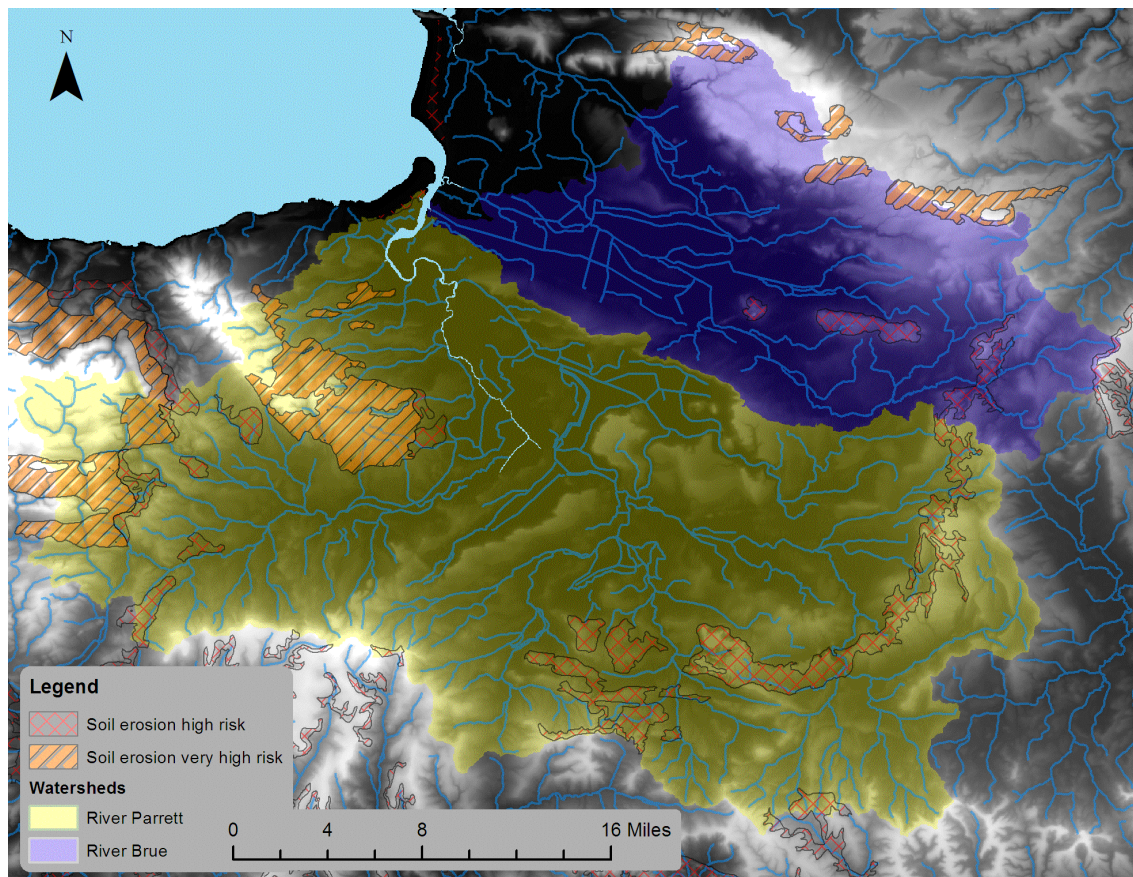 N
Legend
Soil erosion high risk
Soil erosion very high risk
Watersheds
River Parrett
River Brue
0 4 8 16 Miles